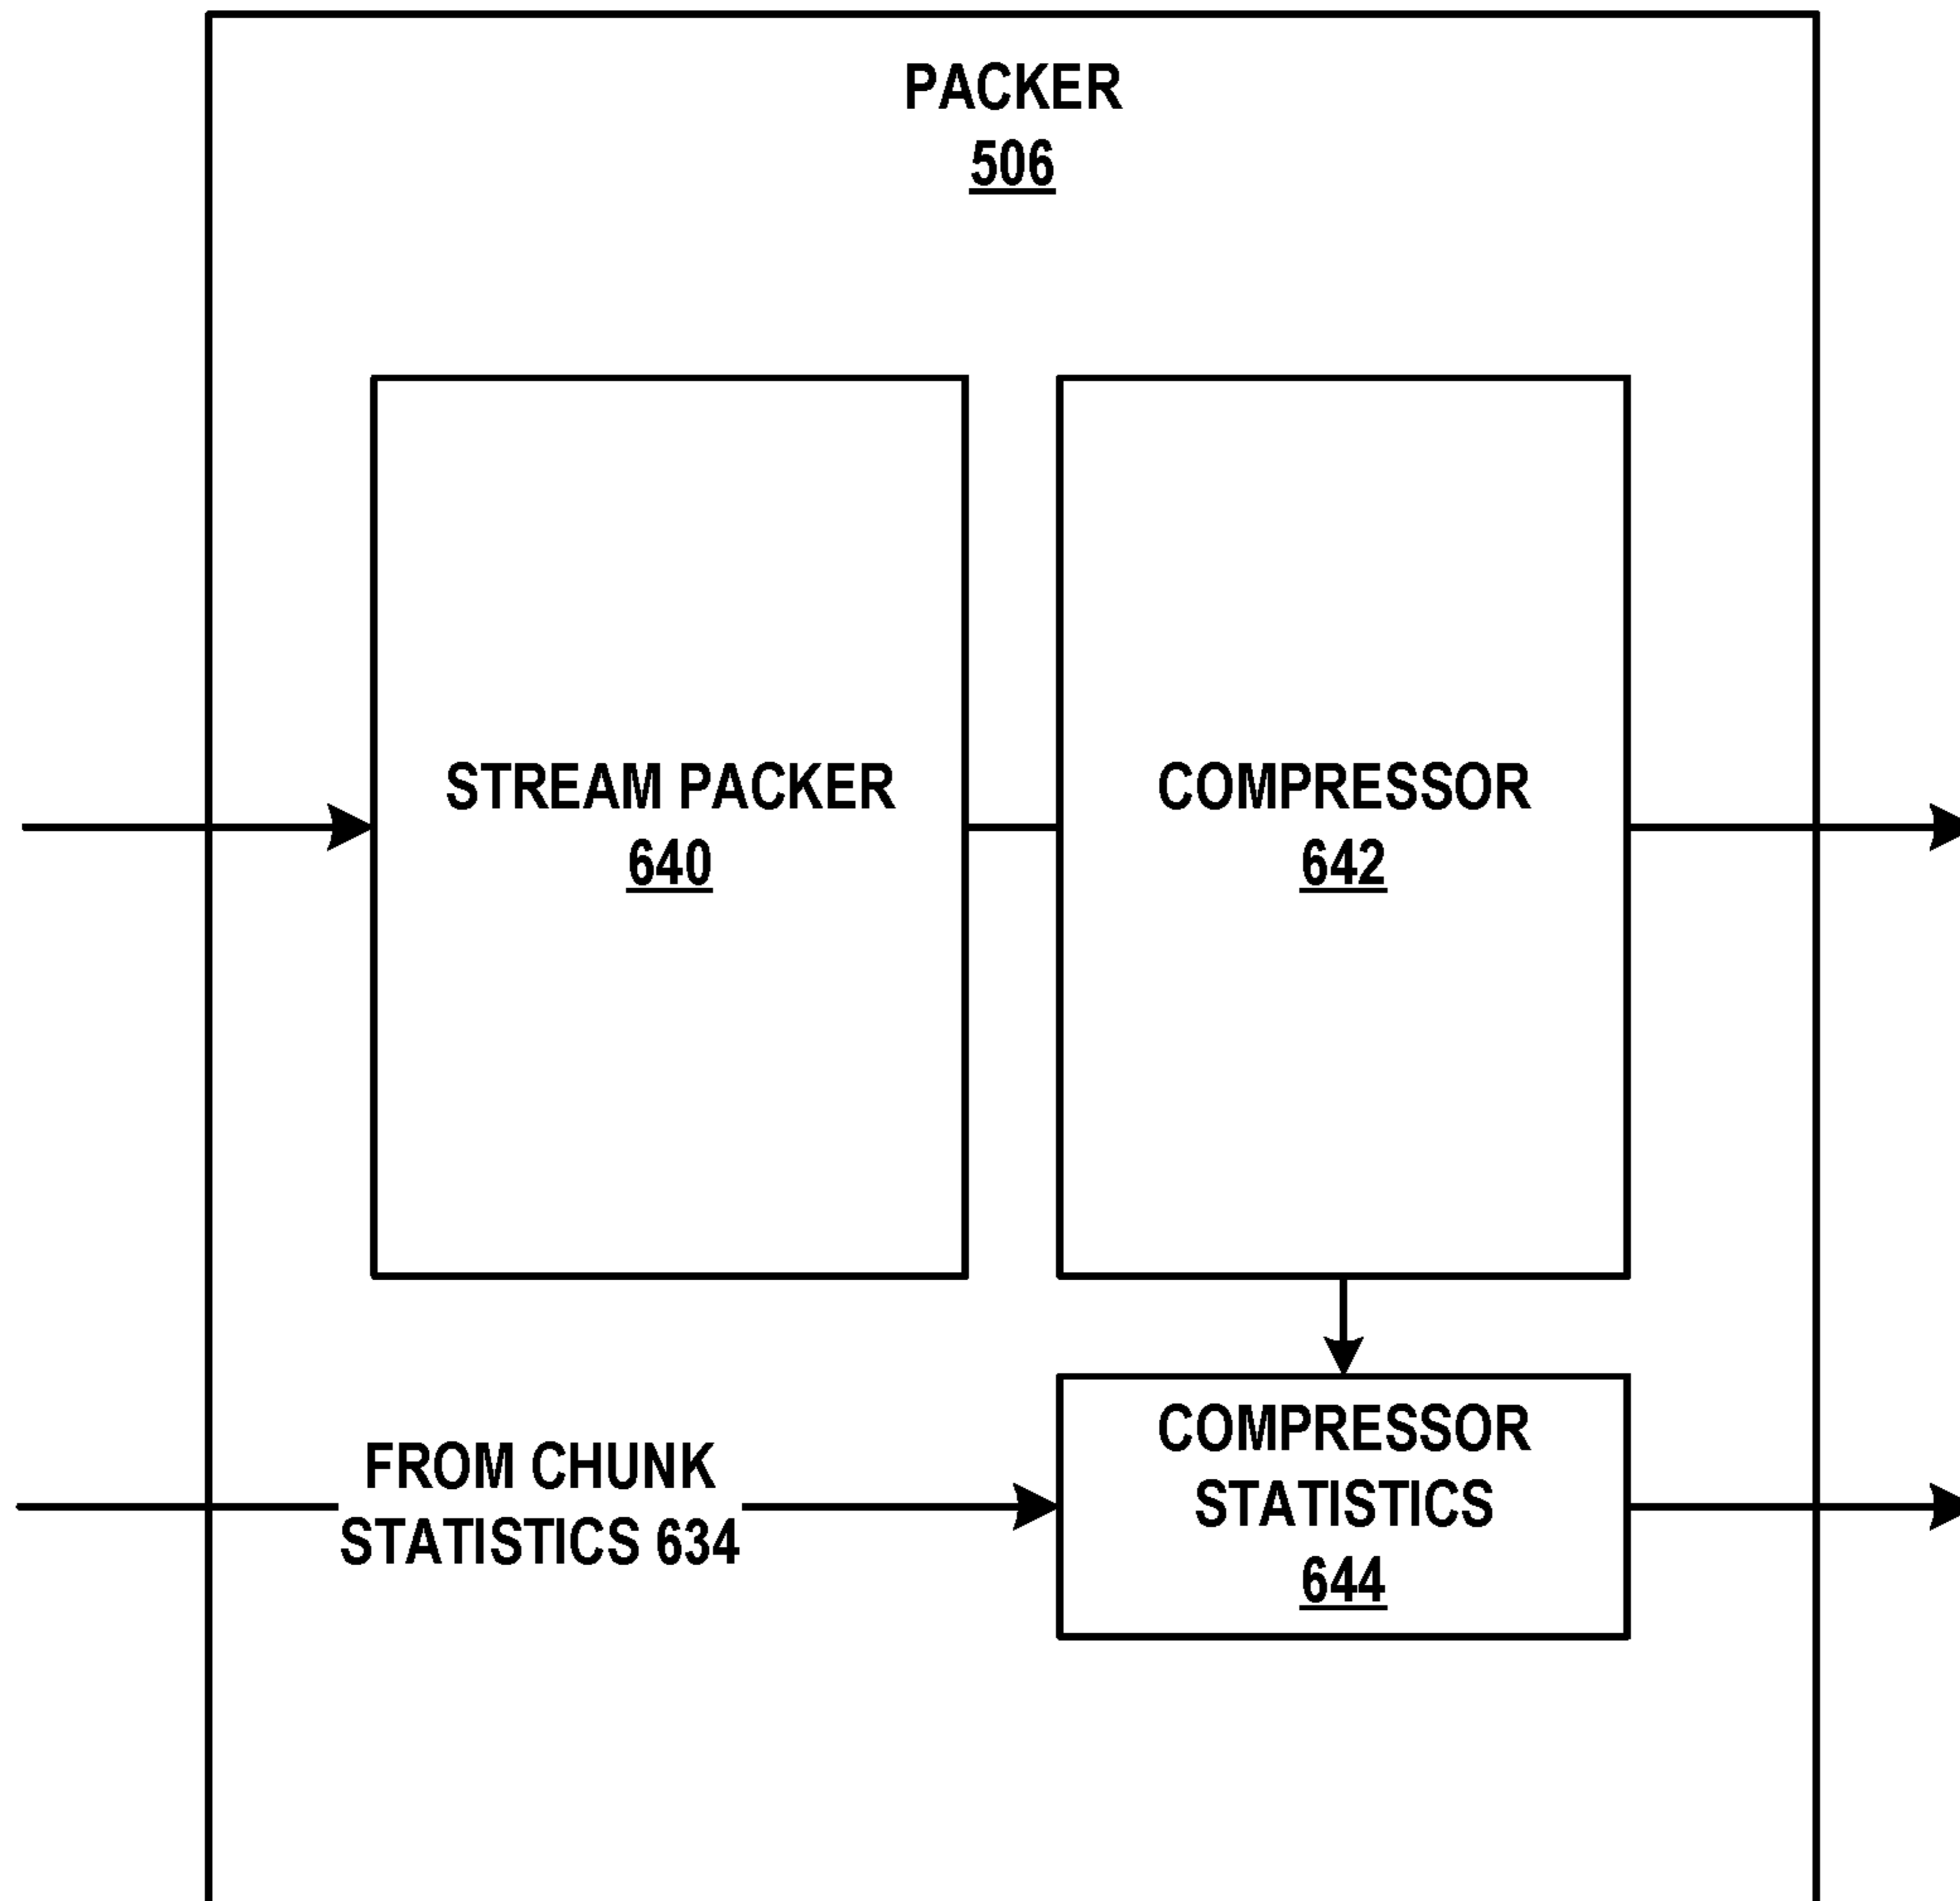 PACKER
506
STREAM PACKER
640
COMPRESSOR
642
FROM CHUNK
STATISTICS 634
COMPRESSOR
STATISTICS
644